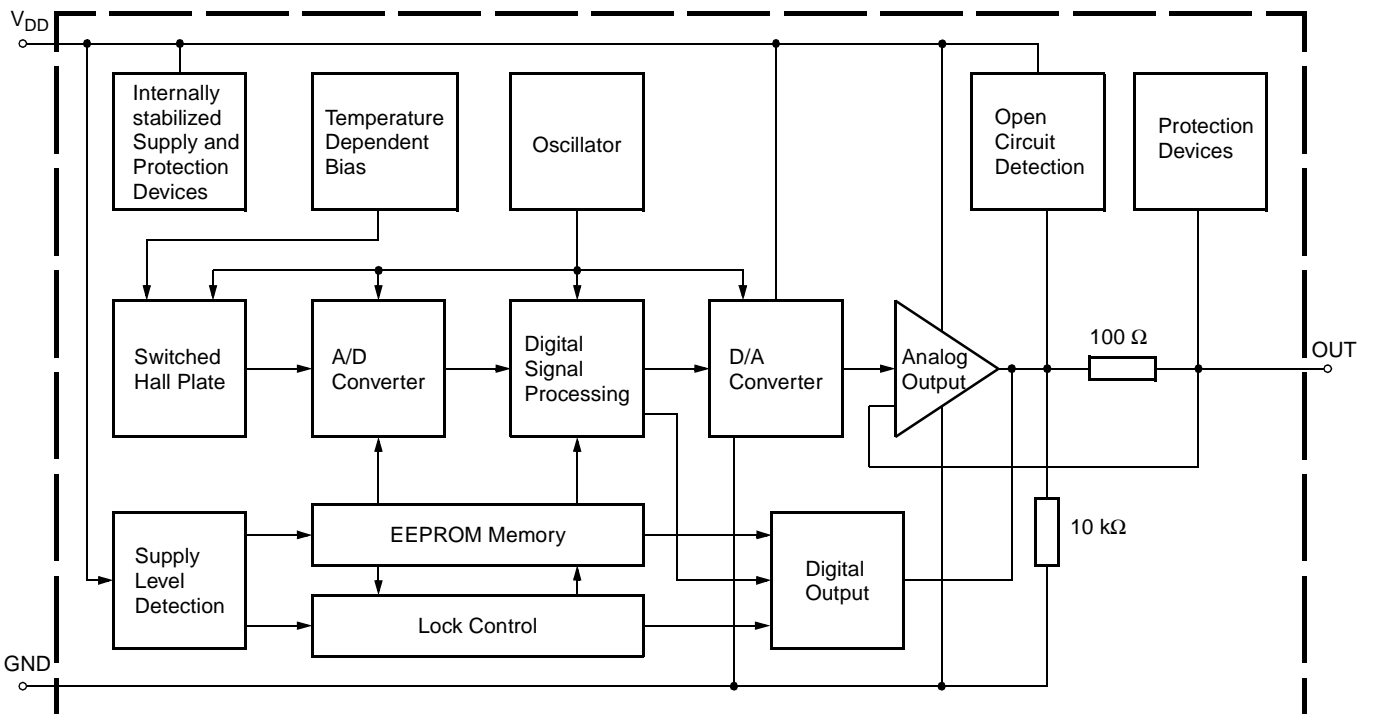 VDD
Internally
stabilized
Supply and
Protection
Devices
Temperature
Dependent
Bias
Oscillator
Open
Circuit
Detection
Protection
Devices
Switched
Hall Plate
A/D
Converter
Digital
Signal
Processing
D/A
Converter
Analog
Output
100 Ω
OUT
10 kΩ
EEPROM Memory
Supply
Level
Detection
Lock Control
Digital
Output
GND